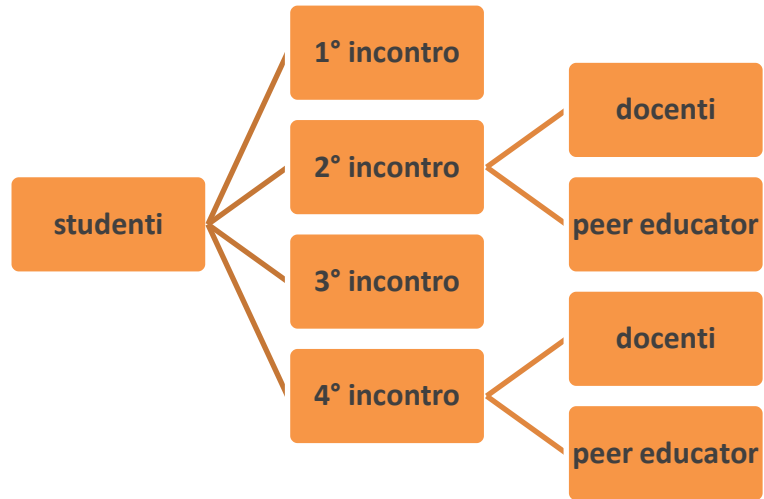 studenti
1° incontro
2° incontro
docenti
peer educator
3° incontro
4° incontro
docenti
peer educator